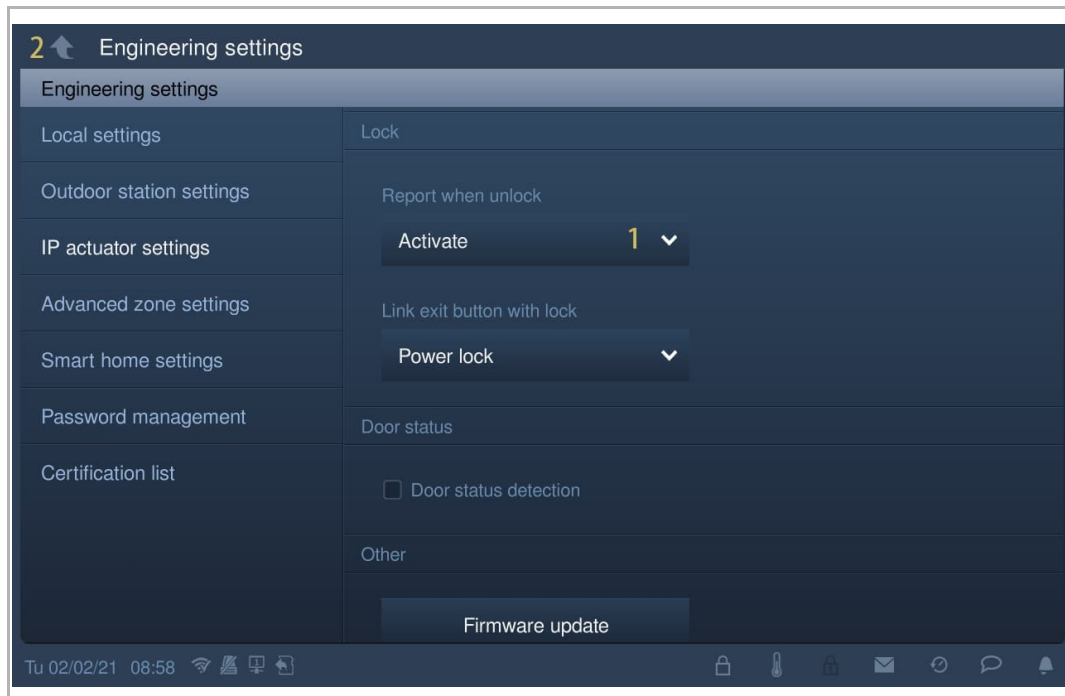 2 Engineering settings
Engineering settings
Local settings
Outdoor station settings
IP actuator settings
Advanced zone settings
Smart home settings
Password management
Certification list
Lock
Report when unlock
Activate 1
Link exit button with lock
Power lock
Door status
Door status detection
Other
Firmware update
Tu 02/02/21 08:58